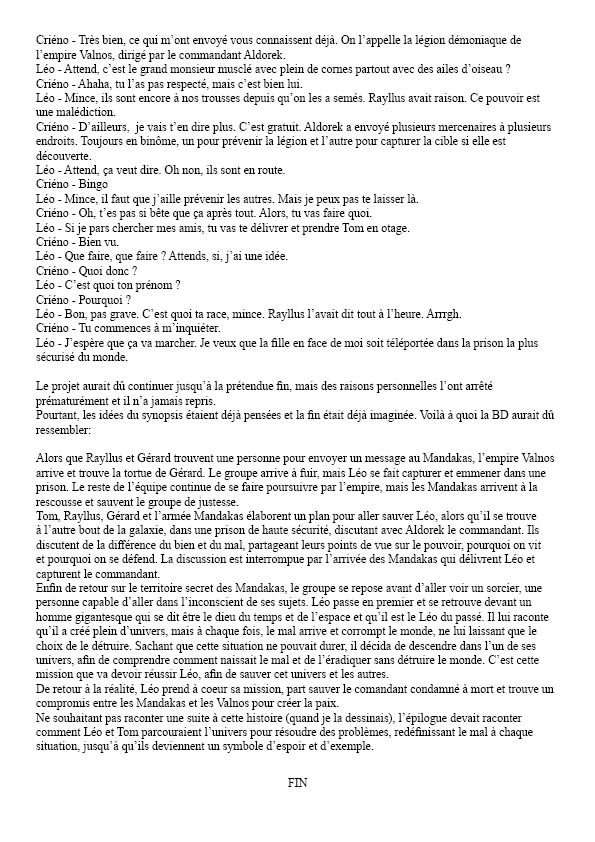 Criéno - Très bien, ce qui m’ont envoyé vous connaissent déjà. On l’appelle la légion démoniaque de
l’empire Valnos, dirigé par le commandant Aldorek.
Léo - Attend, c’est le grand monsieur musclé avec plein de cornes partout avec des ailes d’oiseau ?
Criéno - Ahaha, tu l’as pas respecté, mais c’est bien lui.
Léo - Mince, ils sont encore à nos trousses depuis qu’on les a semés. Rayllus avait raison. Ce pouvoir est
une malédiction.
Criéno - D’ailleurs,  je vais t’en dire plus. C’est gratuit. Aldorek a envoyé plusieurs mercenaires à plusieurs
endroits. Toujours en binôme, un pour prévenir la légion et l’autre pour capturer la cible si elle est
découverte.
Léo - Attend, ça veut dire. Oh non, ils sont en route.
Criéno - Bingo
Léo - Mince, il faut que j’aille prévenir les autres. Mais je peux pas te laisser là.
Criéno - Oh, t’es pas si bête que ça après tout. Alors, tu vas faire quoi.
Léo - Si je pars chercher mes amis, tu vas te délivrer et prendre Tom en otage.
Criéno - Bien vu.
Léo - Que faire, que faire ? Attends, si, j’ai une idée.
Criéno - Quoi donc ?
Léo - C’est quoi ton prénom ?
Criéno - Pourquoi ?
Léo - Bon, pas grave. C’est quoi ta race, mince. Rayllus l’avait dit tout à l’heure. Arrrgh.
Criéno - Tu commences à m’inquiéter.
Léo - J’espère que ça va marcher. Je veux que la fille en face de moi soit téléportée dans la prison la plus
sécurisé du monde.
Le projet aurait dû continuer jusqu’à la prétendue fin, mais des raisons personnelles l’ont arrêté
prématurément et il n’a jamais repris.
Pourtant, les idées du synopsis étaient déjà pensées et la fin était déjà imaginée. Voilà à quoi la BD aurait dû
ressembler:
Alors que Rayllus et Gérard trouvent une personne pour envoyer un message au Mandakas, l’empire Valnos
arrive et trouve la tortue de Gérard. Le groupe arrive à fuir, mais Léo se fait capturer et emmener dans une
prison. Le reste de l’équipe continue de se faire poursuivre par l’empire, mais les Mandakas arrivent à la
rescousse et sauvent le groupe de justesse.
Tom, Rayllus, Gérard et l’armée Mandakas élaborent un plan pour aller sauver Léo, alors qu’il se trouve
à l’autre bout de la galaxie, dans une prison de haute sécurité, discutant avec Aldorek le commandant. Ils
discutent de la différence du bien et du mal, partageant leurs points de vue sur le pouvoir, pourquoi on vit
et pourquoi on se défend. La discussion est interrompue par l’arrivée des Mandakas qui délivrent Léo et
capturent le commandant.
Enfin de retour sur le territoire secret des Mandakas, le groupe se repose avant d’aller voir un sorcier, une
personne capable d’aller dans l’inconscient de ses sujets. Léo passe en premier et se retrouve devant un
homme gigantesque qui se dit être le dieu du temps et de l’espace et qu’il est le Léo du passé. Il lui raconte
qu’il a créé plein d’univers, mais à chaque fois, le mal arrive et corrompt le monde, ne lui laissant que le
choix de le détruire. Sachant que cette situation ne pouvait durer, il décida de descendre dans l’un de ses
univers, afin de comprendre comment naissait le mal et de l’éradiquer sans détruire le monde. C’est cette
mission que va devoir réussir Léo, afin de sauver cet univers et les autres.
De retour à la réalité, Léo prend à coeur sa mission, part sauver le comandant condamné à mort et trouve un
compromis entre les Mandakas et les Valnos pour créer la paix.
Ne souhaitant pas raconter une suite à cette histoire (quand je la dessinais), l’épilogue devait raconter
comment Léo et Tom parcouraient l’univers pour résoudre des problèmes, redéfinissant le mal à chaque
situation, jusqu’à qu’ils deviennent un symbole d’espoir et d’exemple.
FIN